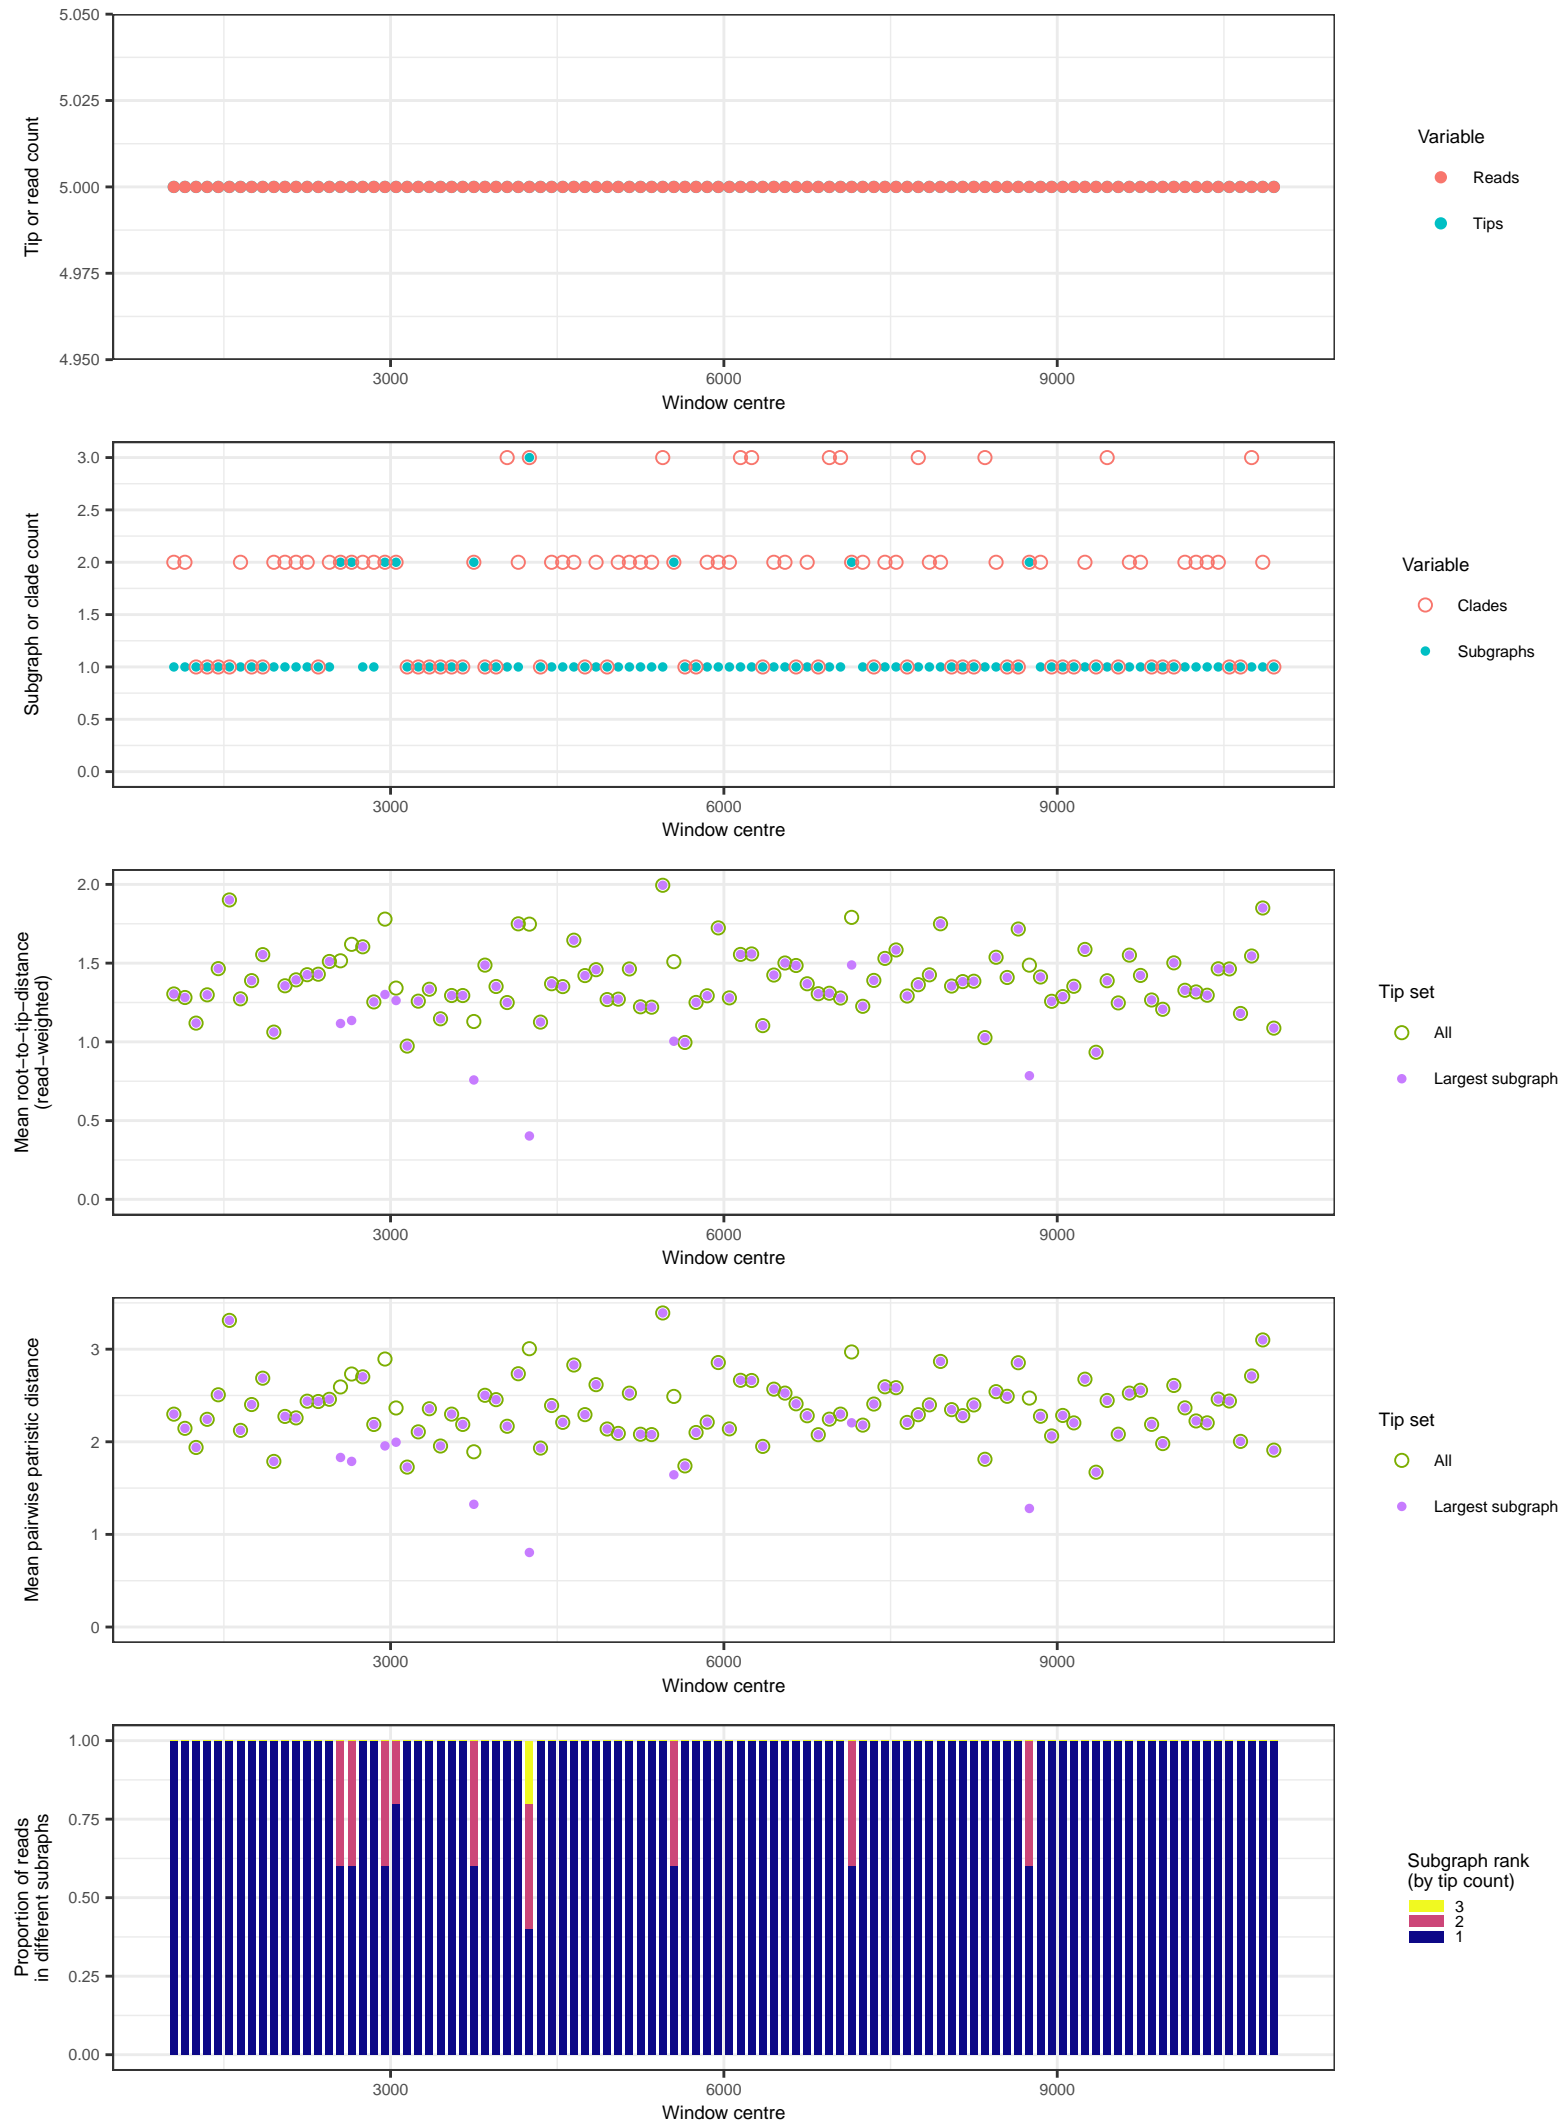 5.050
5.025
5.000
4.975
4.950
Tip or read count
3000 6000 9000
Window centre
Variable
Reads
Tips
3.0
2.5
2.0
1.5
1.0
0.5
0.0
Subgraph or clade count
3000 6000 9000
Window centre
Variable
Clades
Subgraphs
2.0
1.5
1.0
0.5
0.0
Mean root−to−tip−distance
(read−weighted)
3000 6000 9000
Window centre
Tip set
All
Largest subgraph
3
2
1
0
Mean pairwise patristic distance
3000 6000 9000
Window centre
Tip set
All
Largest subgraph
1.00
0.75
0.50
0.25
0.00
Proportion of reads
in different subraphs
3000 6000 9000
Window centre
Subgraph rank
(by tip count)
3
2
1